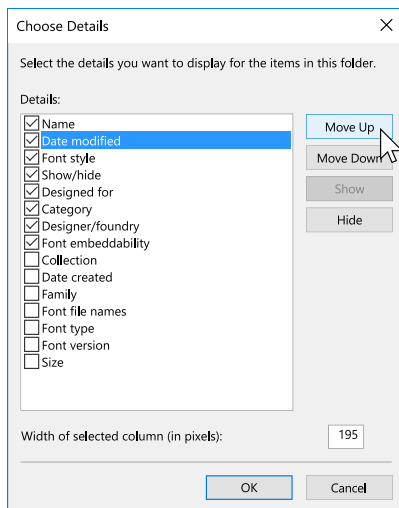 Choose Details
Select the details you want to display for the items in this folder.
Details:
Name
Date modified
Font style
Show/hide
Designed for
Category
Designer/foundry
Font embeddability
Collection
Date created
Family
Font file names
Font type
Font version
Size
Move Up
Move Down
Show
Hide
Width of selected column (in pixels):
195
OK
Cancel